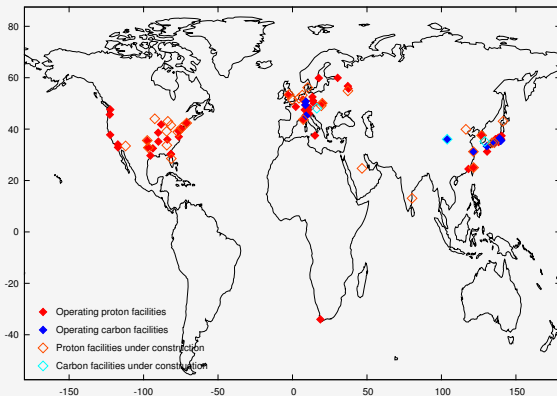 80
60
40
20
0
-20
-40
Operating proton facilities
Operating carbon facilities
Proton facilities under construction
Carbon facilities under construction
-150 -100 -50 0 50 100 150